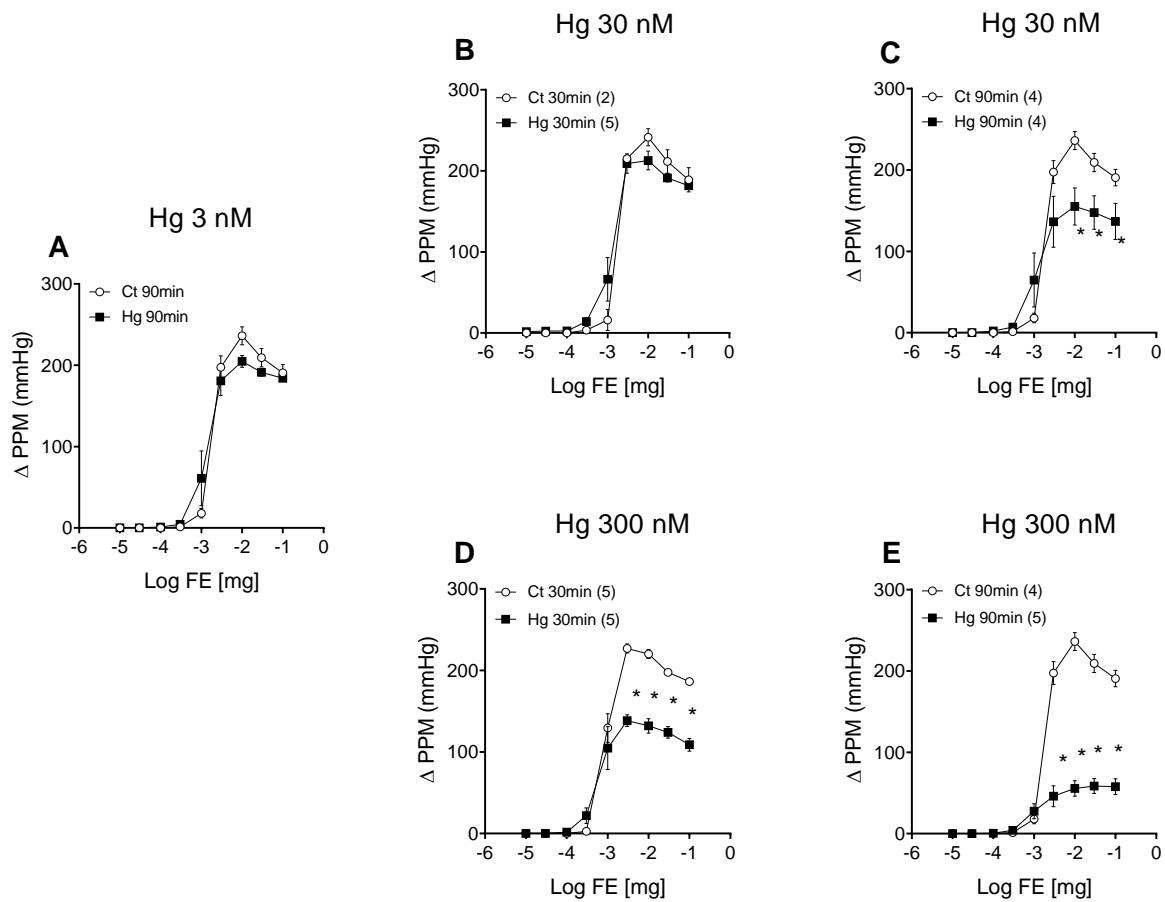 Hg 3 nM
A
Δ PPM (mmHg)
300
200
100
0
Ct 90min
Hg 90min
-6 -5 -4 -3 -2 -1 0
Log FE [mg]
Hg 30 nM
B
Δ PPM (mmHg)
300
200
100
0
Ct 30min (2)
Hg 30min (5)
-6 -5 -4 -3 -2 -1 0
Log FE [mg]
Hg 30 nM
C
Δ PPM (mmHg)
300
200
100
0
Ct 90min (4)
Hg 90min (4)
* * *
-6 -5 -4 -3 -2 -1 0
Log FE [mg]
Hg 300 nM
D
Δ PPM (mmHg)
300
200
100
0
Ct 30min (5)
Hg 30min (5)
* * * *
-6 -5 -4 -3 -2 -1 0
Log FE [mg]
Hg 300 nM
E
Δ PPM (mmHg)
300
200
100
0
Ct 90min (4)
Hg 90min (5)
* * * *
-6 -5 -4 -3 -2 -1 0
Log FE [mg]